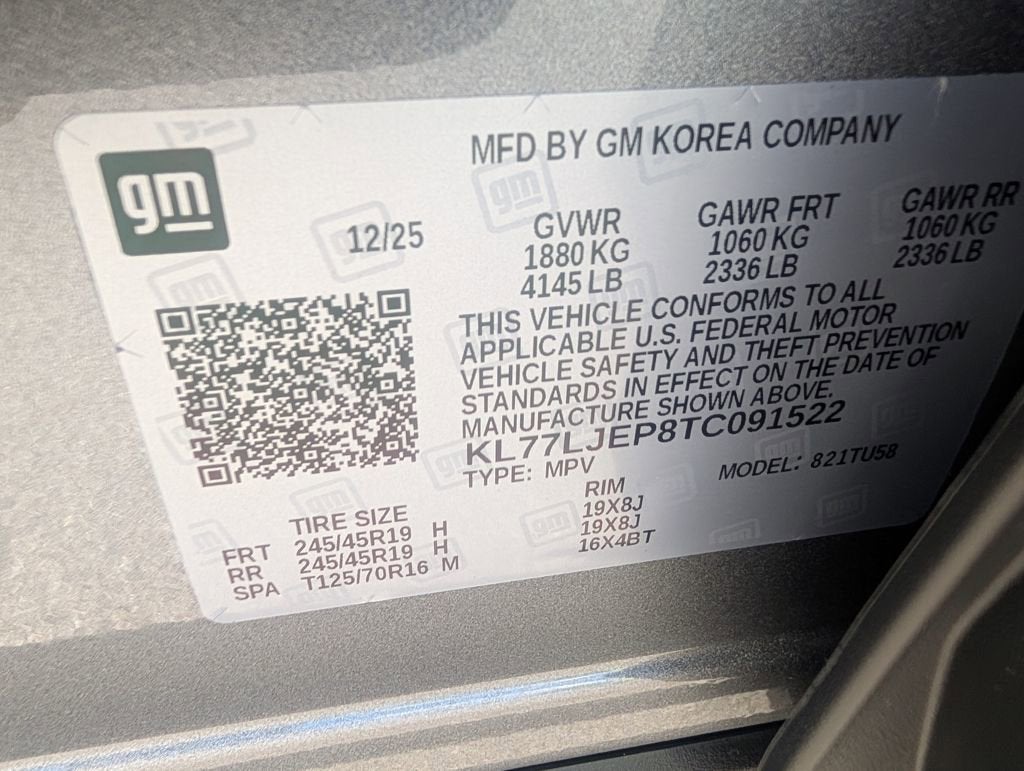 gm
MFD BY GM KOREA COMPANY
12/25
GVWR GAWR FRT GAWR RR
1880 KG 1060 KG 1060 KG
4145 LB 2336 LB 2336 LB
THIS VEHICLE CONFORMS TO ALL
APPLICABLE U.S. FEDERAL MOTOR
VEHICLE SAFETY AND THEFT PREVENTION
STANDARDS IN EFFECT ON THE DATE OF
MANUFACTURE SHOWN ABOVE.
KL77LJEP8TC091522
TYPE: MPV MODEL: 821TU58
TIRE SIZE RIM
FRT 245/45R19 H 19X8J
RR 245/45R19 H 19X8J
SPA T125/70R16 M 16X4BT